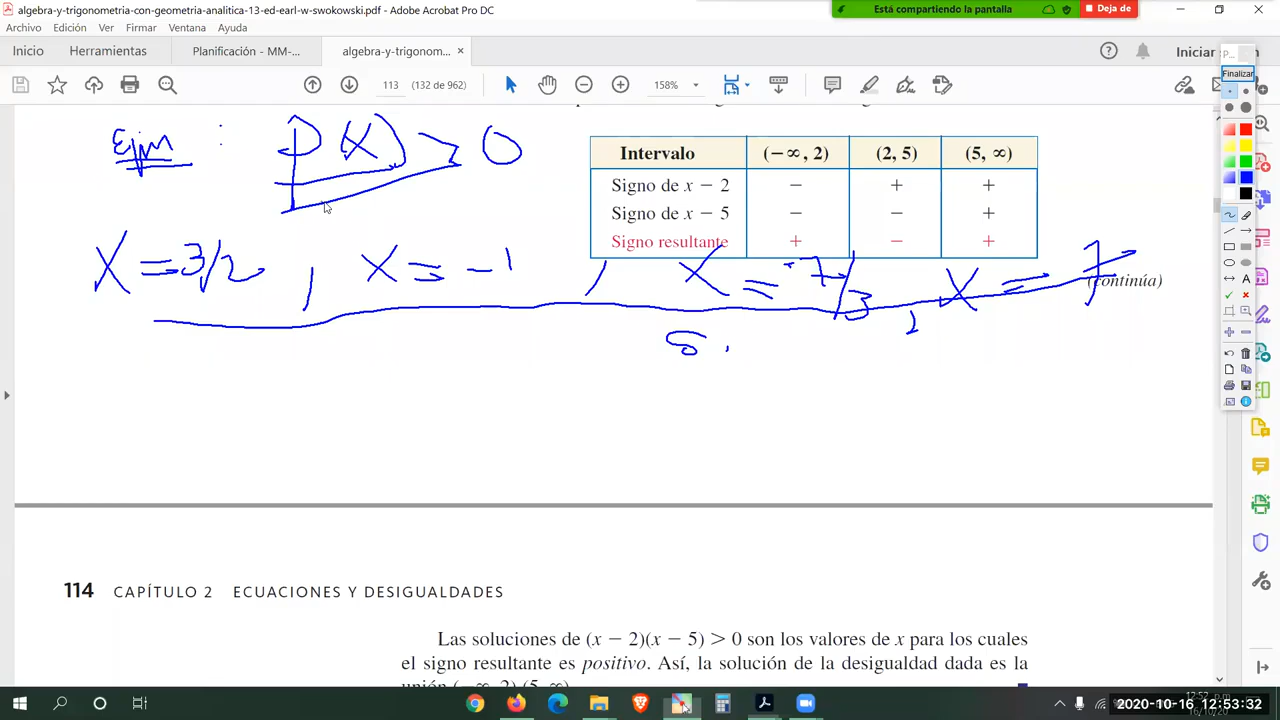 algebra-y-trigonometria-con-geometria-analitica-13-ed-earl-w-swokowski.pdf - Adobe Acrobat Pro DC
Está compartiendo la pantalla
Deja de
Archivo Edición Ver Firmar Ventana Ayuda
Inicio Herramientas Planificación - MM-... algebra-y-trigonom... × Iniciar
113 (132 de 962) 158%
Finalizar
Ejm : P(X) > 0
Intervalo (−∞, 2) (2, 5) (5, ∞)
Signo de x − 2 − + +
Signo de x − 5 − − +
Signo resultante + − +
X = 3/2 , X = -1 , X = -7/3 , X = 7
(continúa)
114 CAPÍTULO 2 ECUACIONES Y DESIGUALDADES
Las soluciones de (x − 2)(x − 5) > 0 son los valores de x para los cuales
el signo resultante es positivo. Así, la solución de la desigualdad dada es la
unión (−∞, 2) (5, ∞)
2020-10-16 12:53:32